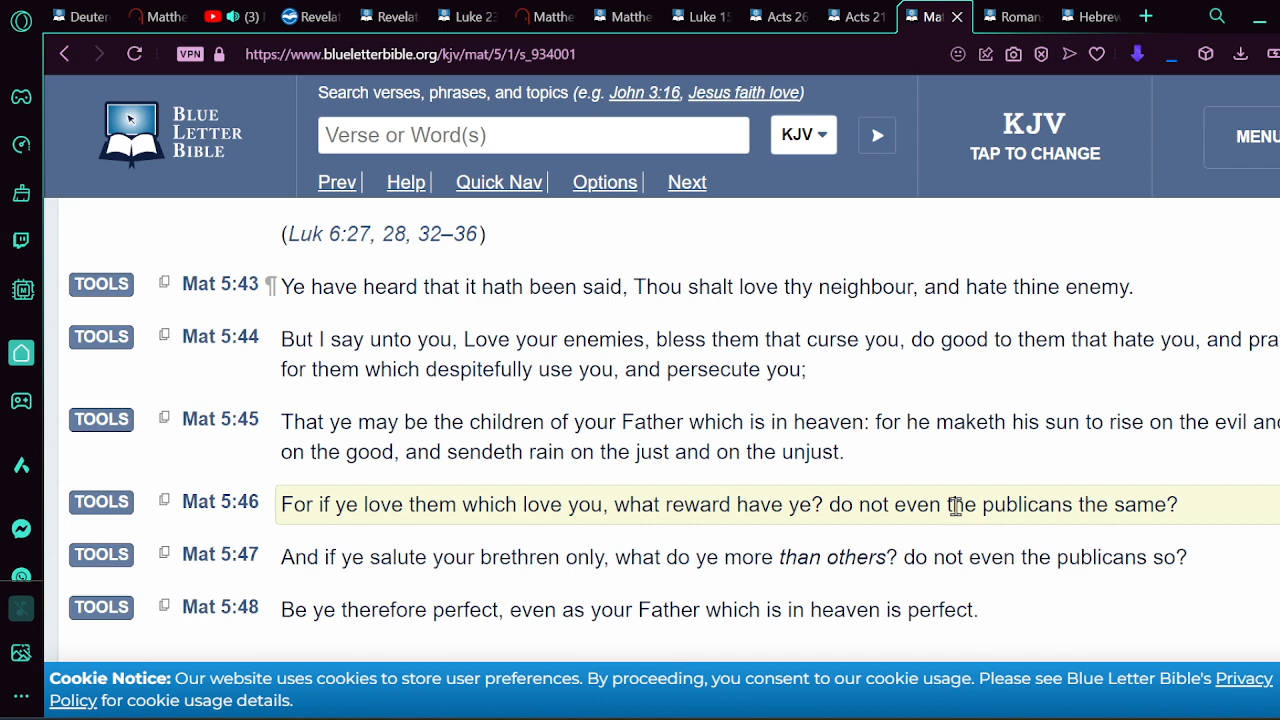 Deuter
Matthe
(3)
Revelat
Revelat
Luke 23
Matthe
Matthe
Luke 15
Acts 26
Acts 21
Mat
Romans
Hebrew
VPN
https://www.blueletterbible.org/kjv/mat/5/1/s_934001
BLUE
LETTER
BIBLE
Search verses, phrases, and topics (e.g. John 3:16, Jesus faith love)
Verse or Word(s)
KJV
Prev
Help
Quick Nav
Options
Next
KJV
TAP TO CHANGE
MENU
(Luk 6:27, 28, 32–36)
TOOLS Mat 5:43 ¶ Ye have heard that it hath been said, Thou shalt love thy neighbour, and hate thine enemy.
TOOLS Mat 5:44 But I say unto you, Love your enemies, bless them that curse you, do good to them that hate you, and pra
for them which despitefully use you, and persecute you;
TOOLS Mat 5:45 That ye may be the children of your Father which is in heaven: for he maketh his sun to rise on the evil and
on the good, and sendeth rain on the just and on the unjust.
TOOLS Mat 5:46 For if ye love them which love you, what reward have ye? do not even the publicans the same?
TOOLS Mat 5:47 And if ye salute your brethren only, what do ye more than others? do not even the publicans so?
TOOLS Mat 5:48 Be ye therefore perfect, even as your Father which is in heaven is perfect.
Cookie Notice: Our website uses cookies to store user preferences. By proceeding, you consent to our cookie usage. Please see Blue Letter Bible's Privacy
Policy for cookie usage details.